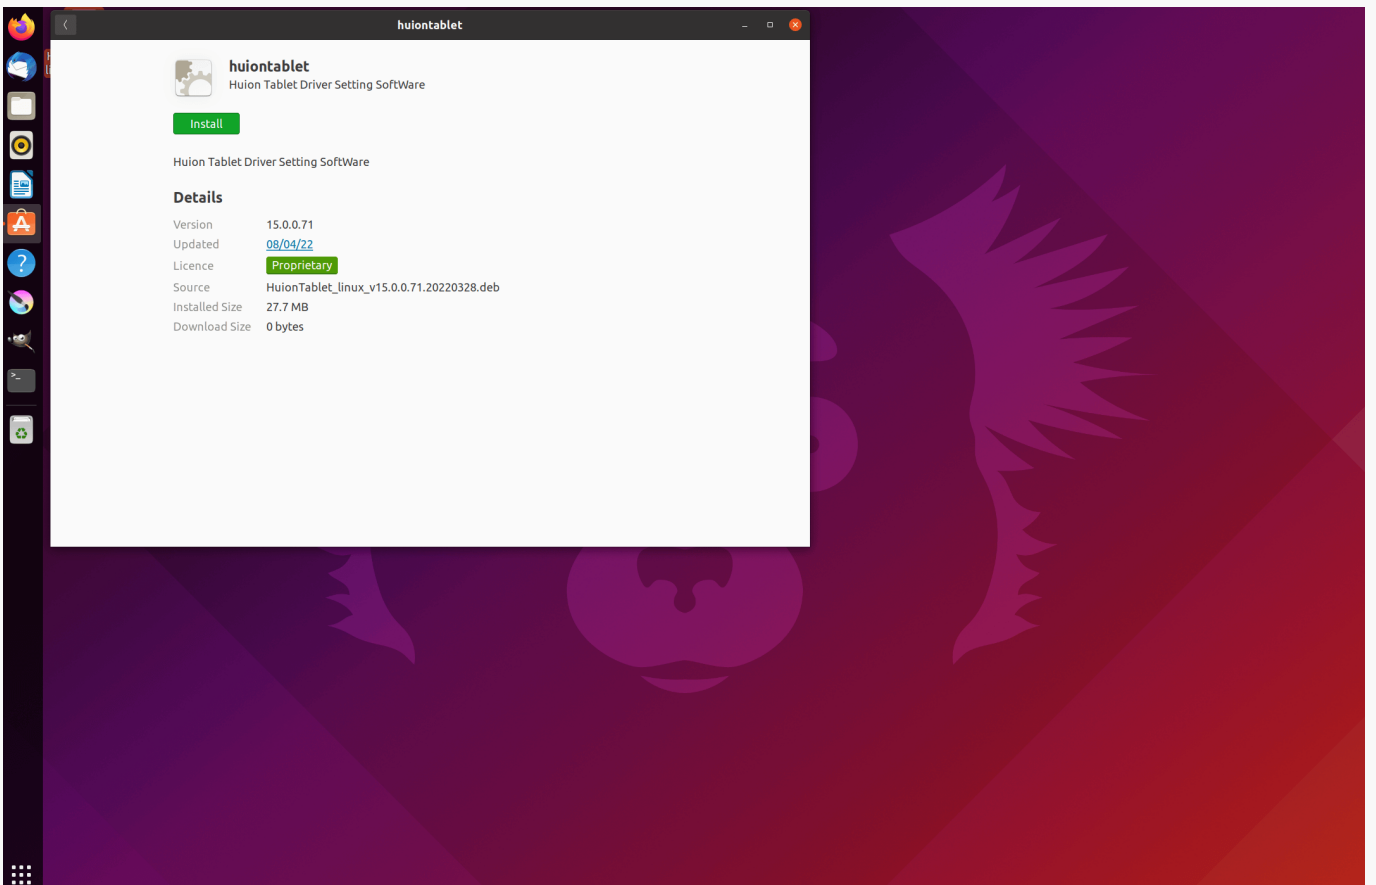 huiontablet
huiontablet
Huion Tablet Driver Setting SoftWare
Install
Huion Tablet Driver Setting SoftWare
Details
Version 15.0.0.71
Updated 08/04/22
Licence Proprietary
Source HuionTablet_linux_v15.0.0.71.20220328.deb
Installed Size 27.7 MB
Download Size 0 bytes